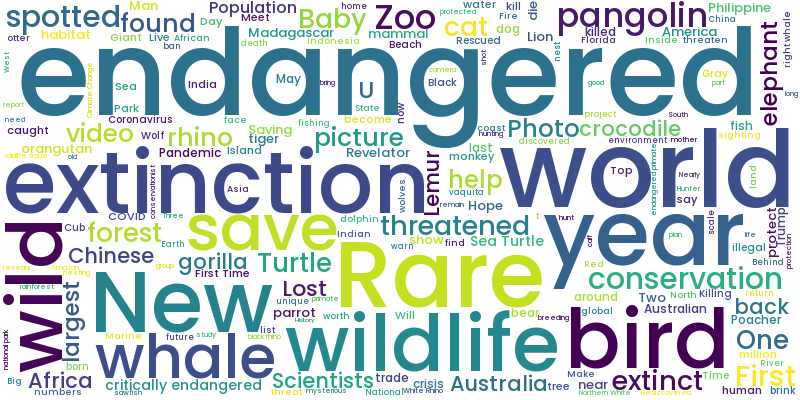 spotted
Man
Population
found
Day
Meet
Baby
Zoo
water
kill
die
pangolin
Philippine
China
habitat
Giant
Live
African
Madagascar
mammal
home
Fire
cat
dog
protected
Lion
killed
Florida
America
Inside
threaten
right whale
otter
ban
death
Indonesia
Beach
Rescued
nest
endangered
West
Climate Change
Sea
Park
India
May
U
State
bring
camera
shot
Black
good
Gray
part
elephant
long
report
need
Coronavirus
face
fishing
become
now
coast
project
South
caught
video
Wolf
rhino
Saving
tiger
picture
Photo
crocodile
fish
sighting
orangutan
Pandemic
Island
Revelator
last
monkey
hunting
discovered
environment
mother
wildlife trade
old
extinction
conservationist
Asia
Lemur
wolves
help
vaquita
remain
Hope
world
endangered primate
Top
Nearly
Hunter
say
land
Wild
Cub
COVID
three
save
dolphin
Indian
threatened
t
hunt
year
calf
scale
life
plan
protect
Trump
illegal
forest
Earth
warn
show
find
Sea Turtle
Behind
protection
reveals
Amazon
nesting
rainforest
Chinese
gorilla
group
First Time
Turtle
Rare
Red
conservation
largest
New
Lost
unique
primate
parrot
History
worth
Will
bear
breeding
around
Two
North
Killing
return
global
Australian
back
Poacher
national park
whale
Marine
future
study
list
black rhino
wildlife
bird
One
million
River
Big
Africa
born
numbers
critically endangered
sawfish
threat
Scientists
mysterious
trade
National
crisis
White Rhino
Australia
tree
Make
near
Northern White
extinct
Rediscovered
Time
human
First
brink